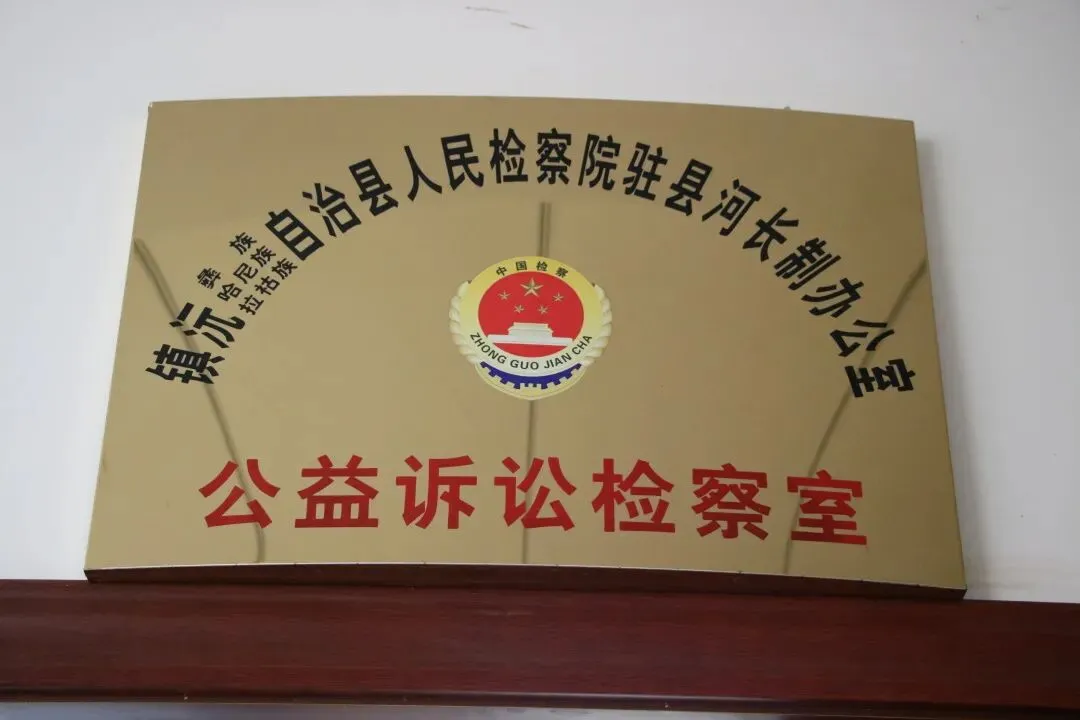 镇沅彝族哈尼族拉祜族自治县人民检察院驻县河长制办公室
中国检察
ZHONG GUO JIAN CHA
公益诉讼检察室